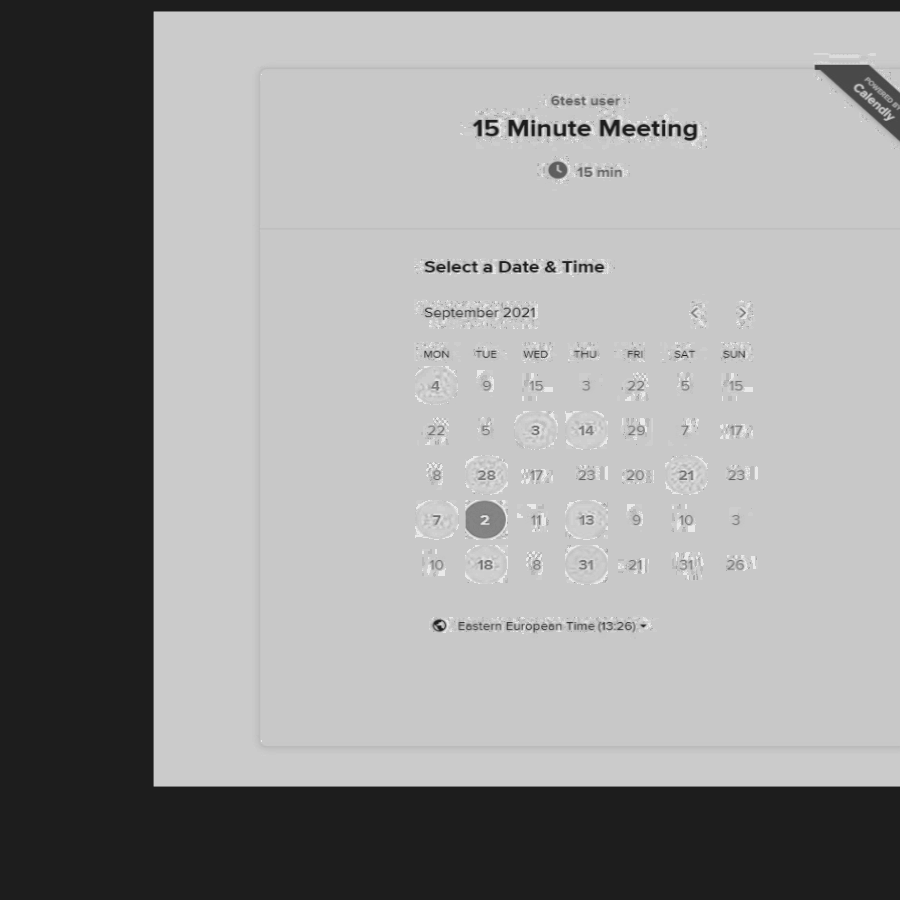 POWERED BY
Calendly
6test user
15 Minute Meeting
15 min
Select a Date & Time
September 2021
MON TUE WED THU FRI SAT SUN
4 9 15 3 22 5 15
22 5 3 14 29 7 17
8 28 17 23 20 21 23
7 2 11 13 9 10 3
10 18 8 31 21 31 26
Eastern European Time (13:26)